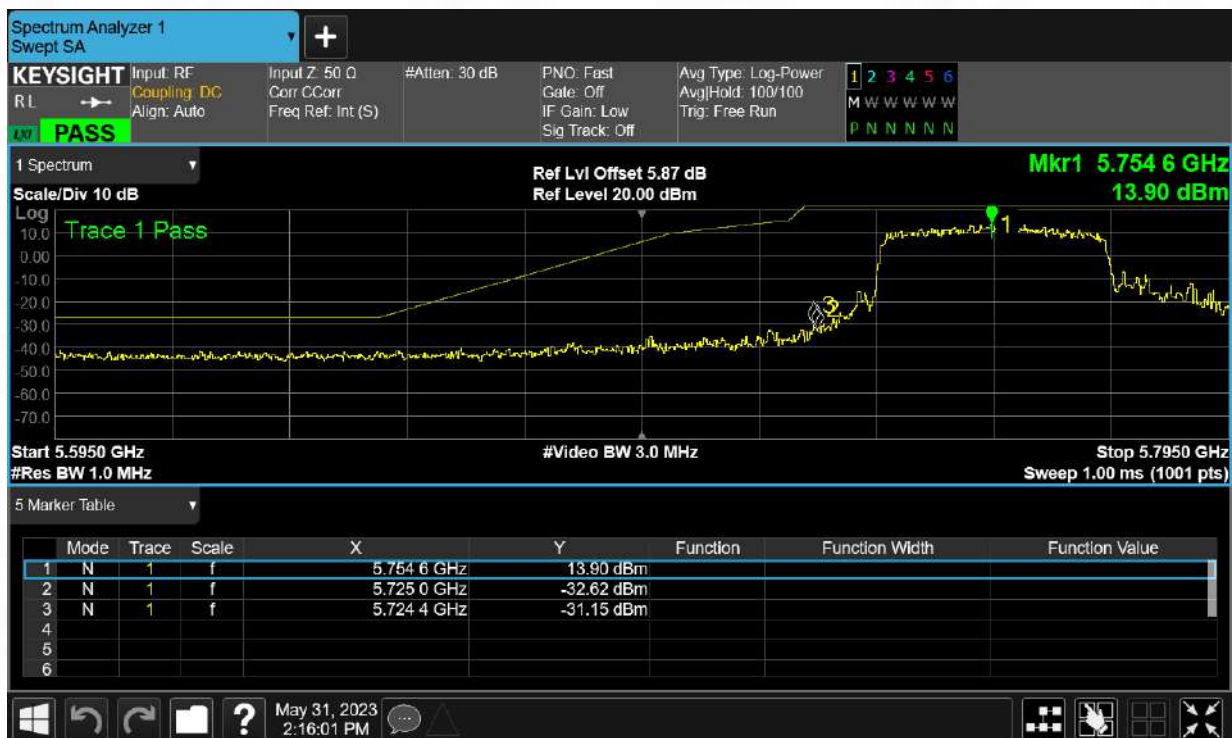 Spectrum Analyzer 1
Swept SA
+
KEYSIGHT Input: RF Input Z: 50 Ω #Atten: 30 dB PNO: Fast Avg Type: Log-Power 1 2 3 4 5 6
RL Coupling: DC Corr CCorr Gate: Off Avg|Hold: 100/100 M W W W W W
Align: Auto Freq Ref: Int (S) IF Gain: Low Trig: Free Run
LXI PASS Sig Track: Off P N N N N N
1 Spectrum Ref Lvl Offset 5.87 dB Mkr1 5.754 6 GHz
Scale/Div 10 dB Ref Level 20.00 dBm 13.90 dBm
Log
10.0 Trace 1 Pass 1
0.00
-10.0
-20.0 2
-30.0
-40.0
-50.0
-60.0
-70.0
Start 5.5950 GHz #Video BW 3.0 MHz Stop 5.7950 GHz
#Res BW 1.0 MHz Sweep 1.00 ms (1001 pts)
5 Marker Table
Mode Trace Scale X Y Function Function Width Function Value
1 N 1 f 5.754 6 GHz 13.90 dBm
2 N 1 f 5.725 0 GHz -32.62 dBm
3 N 1 f 5.724 4 GHz -31.15 dBm
4
5
6
? May 31, 2023
2:16:01 PM